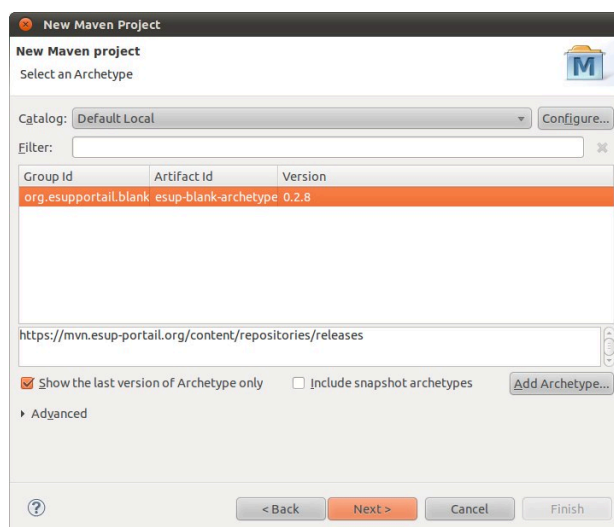 New Maven Project
New Maven project
Select an Archetype
M
Catalog: Default Local Configure...
Filter:
Group Id Artifact Id Version
org.esupportail.blank esup-blank-archetype 0.2.8
https://mvn.esup-portail.org/content/repositories/releases
Show the last version of Archetype only Include snapshot archetypes Add Archetype...
Advanced
? < Back Next > Cancel Finish